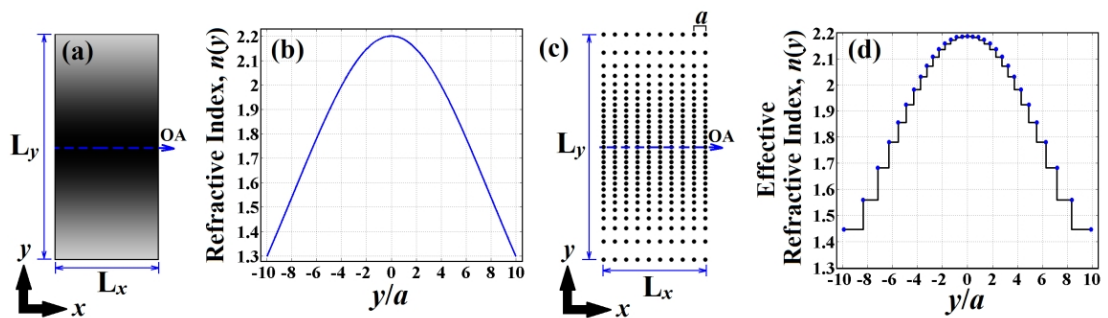 (a)
OA
L_y
L_x
y
x
(b)
Refractive Index, n(y)
2.2
2.1
2
1.9
1.8
1.7
1.6
1.5
1.4
1.3
-10 -8 -6 -4 -2 0 2 4 6 8 10
y/a
(c)
a
OA
L_y
L_x
y
x
(d)
Effective
Refractive Index, n(y)
2.2
2.1
2
1.9
1.8
1.7
1.6
1.5
1.4
1.3
-10 -8 -6 -4 -2 0 2 4 6 8 10
y/a